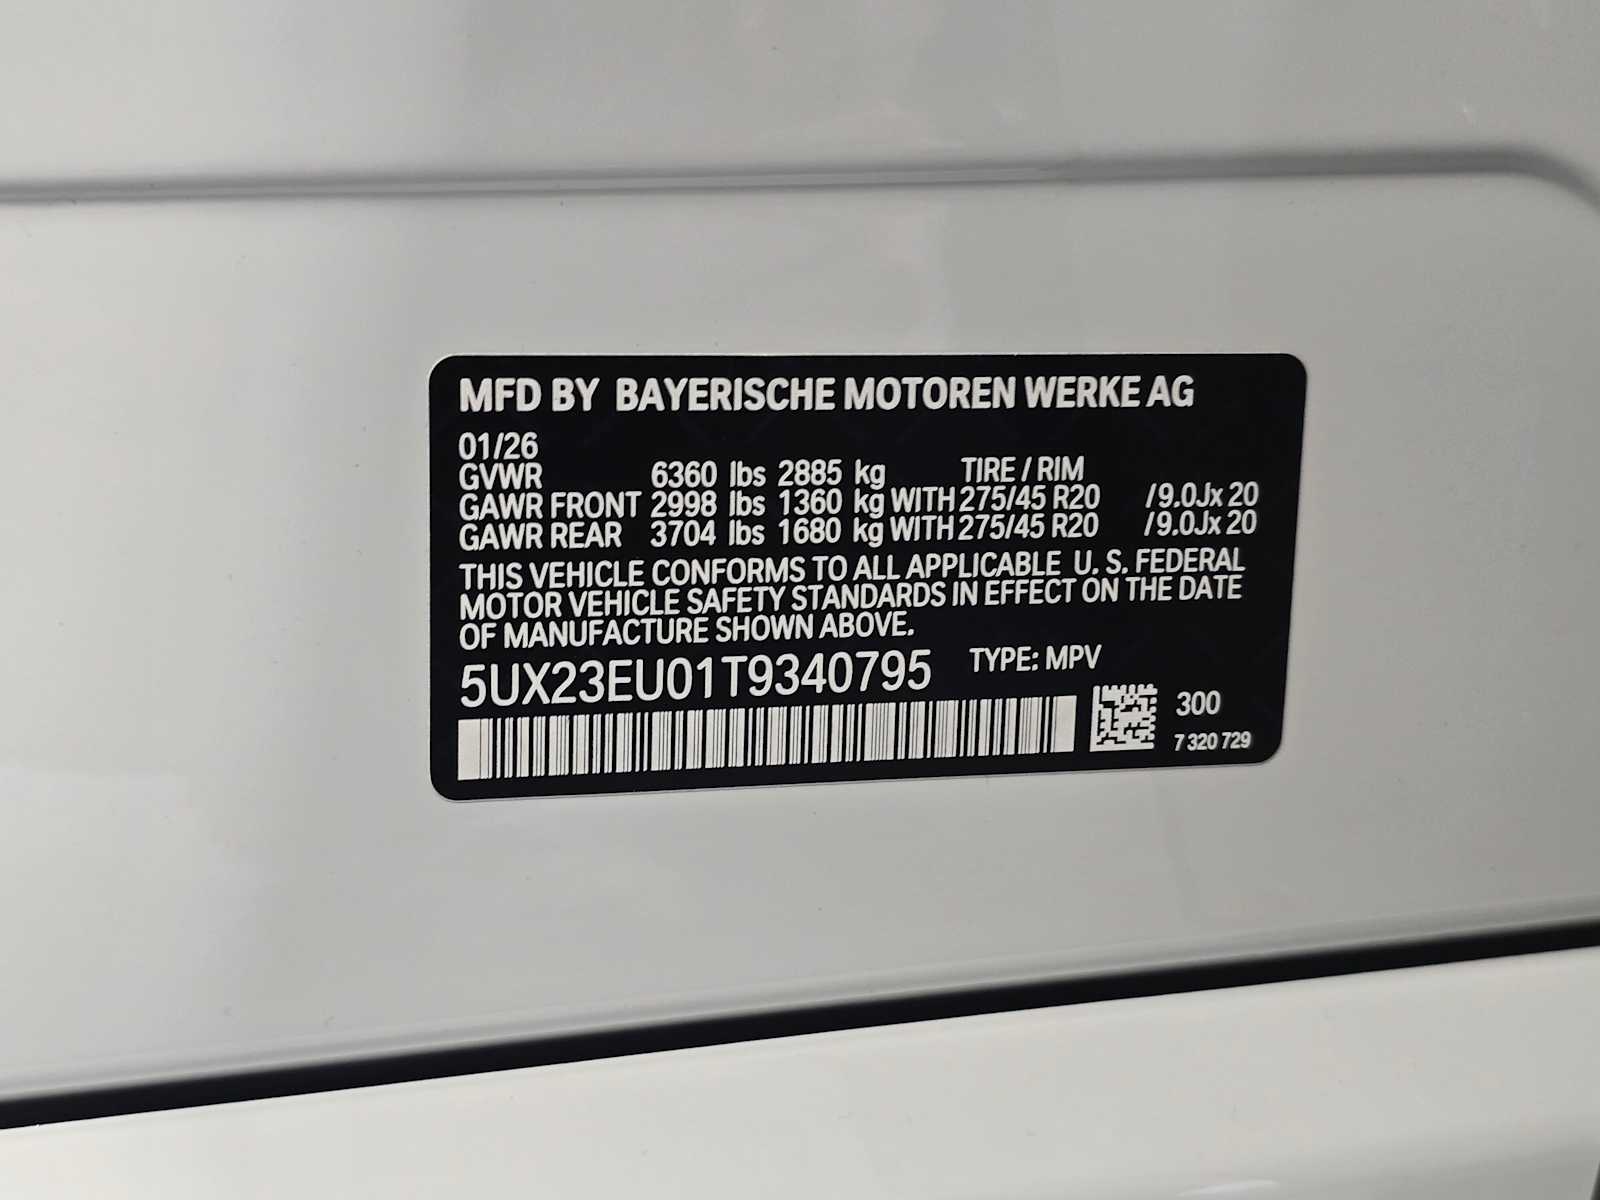 MFD BY BAYERISCHE MOTOREN WERKE AG
01/26
GVWR 6360 lbs 2885 kg TIRE / RIM
GAWR FRONT 2998 lbs 1360 kg WITH 275/45 R20 /9.0Jx 20
GAWR REAR 3704 lbs 1680 kg WITH 275/45 R20 /9.0Jx 20
THIS VEHICLE CONFORMS TO ALL APPLICABLE U. S. FEDERAL
MOTOR VEHICLE SAFETY STANDARDS IN EFFECT ON THE DATE
OF MANUFACTURE SHOWN ABOVE.
5UX23EU01T9340795 TYPE: MPV
300
7 320 729